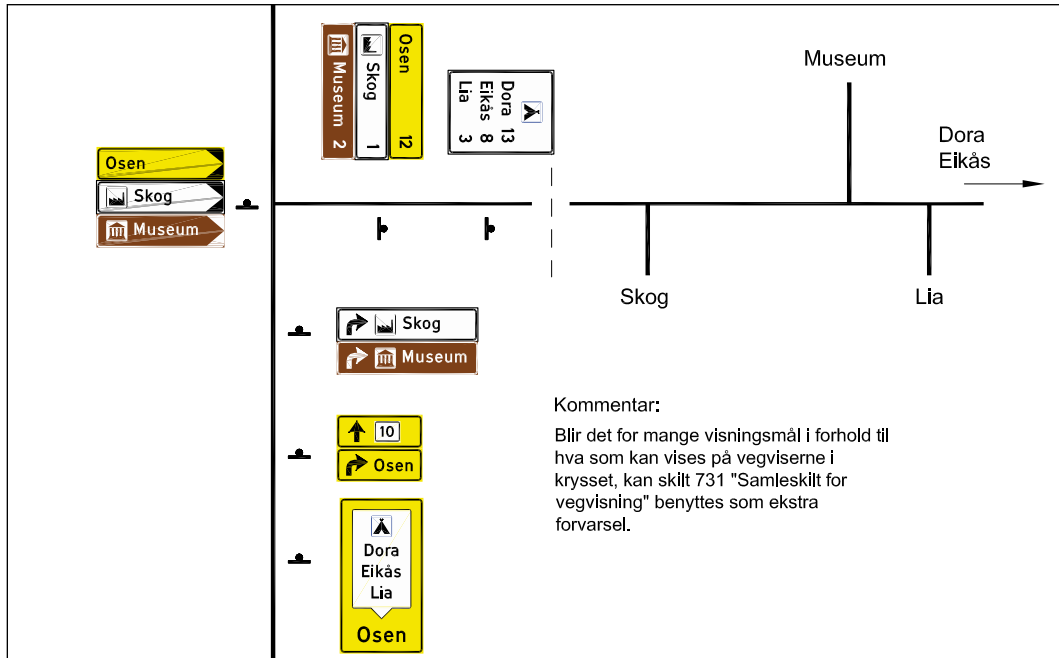 Osen 12
Skog 1
Museum 2
Dora 13
Eikås 8
Lia 3
Museum
Dora
Eikås
Osen
Skog
Museum
Skog
Lia
Skog
Museum
10
Osen
Dora
Eikås
Lia
Osen
Kommentar:
Blir det for mange visningsmål i forhold til
hva som kan vises på vegviserne i
krysset, kan skilt 731 "Samleskilt for
vegvisning" benyttes som ekstra
forvarsel.